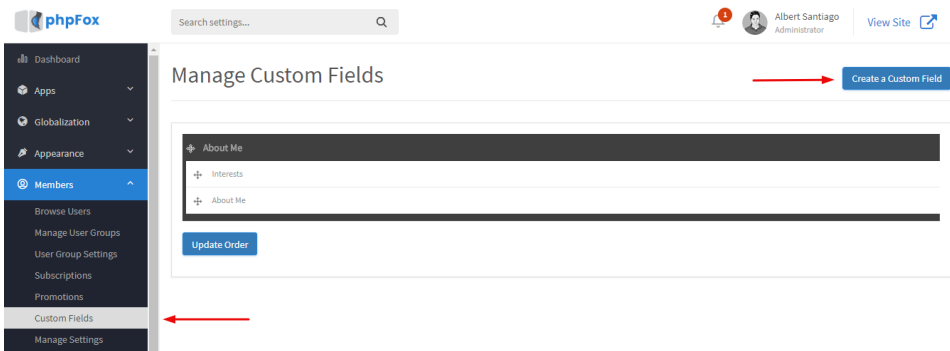 phpFox
Search settings...
1
Albert Santiago
Administrator
View Site
Dashboard
Apps
Globalization
Appearance
Members
Browse Users
Manage User Groups
User Group Settings
Subscriptions
Promotions
Custom Fields
Manage Settings
Manage Custom Fields
Create a Custom Field
About Me
Interests
About Me
Update Order